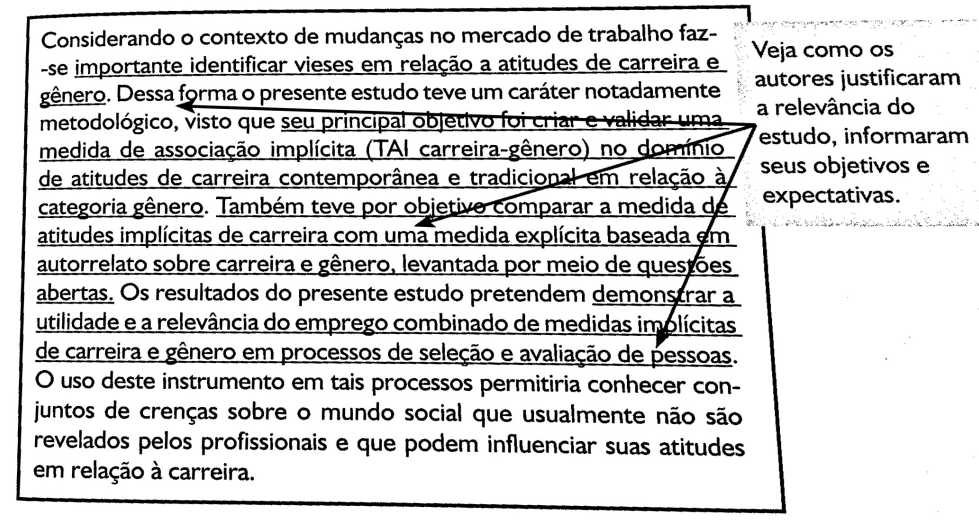 Considerando o contexto de mudanças no mercado de trabalho faz-
-se importante identificar vieses em relação a atitudes de carreira e
gênero. Dessa forma o presente estudo teve um caráter notadamente
metodológico, visto que seu principal objetivo foi criar e validar uma
medida de associação implícita (TAI carreira-gênero) no domínio
de atitudes de carreira contemporânea e tradicional em relação à
categoria gênero. Também teve por objetivo comparar a medida de
atitudes implícitas de carreira com uma medida explícita baseada em
autorrelato sobre carreira e gênero, levantada por meio de questões
abertas. Os resultados do presente estudo pretendem demonstrar a
utilidade e a relevância do emprego combinado de medidas implícitas
de carreira e gênero em processos de seleção e avaliação de pessoas.
O uso deste instrumento em tais processos permitiria conhecer con-
juntos de crenças sobre o mundo social que usualmente não são
revelados pelos profissionais e que podem influenciar suas atitudes
em relação à carreira.
Veja como os
autores justificaram
a relevância do
estudo, informaram
seus objetivos e
expectativas.